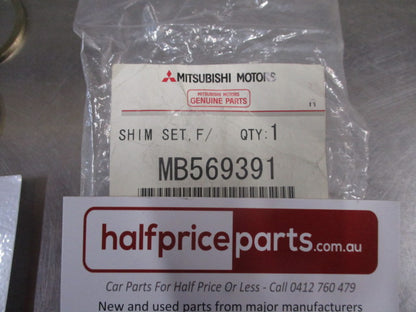 MITSUBISHI MOTORS
MITSUBISHI MOTORS
GENUINE PARTS
SHIM SET, F/ QTY:1
MB569391
halfpriceparts.com.au
Car Parts For Half Price Or Less - Call 0412 760 479
New and used parts from major manufacturers